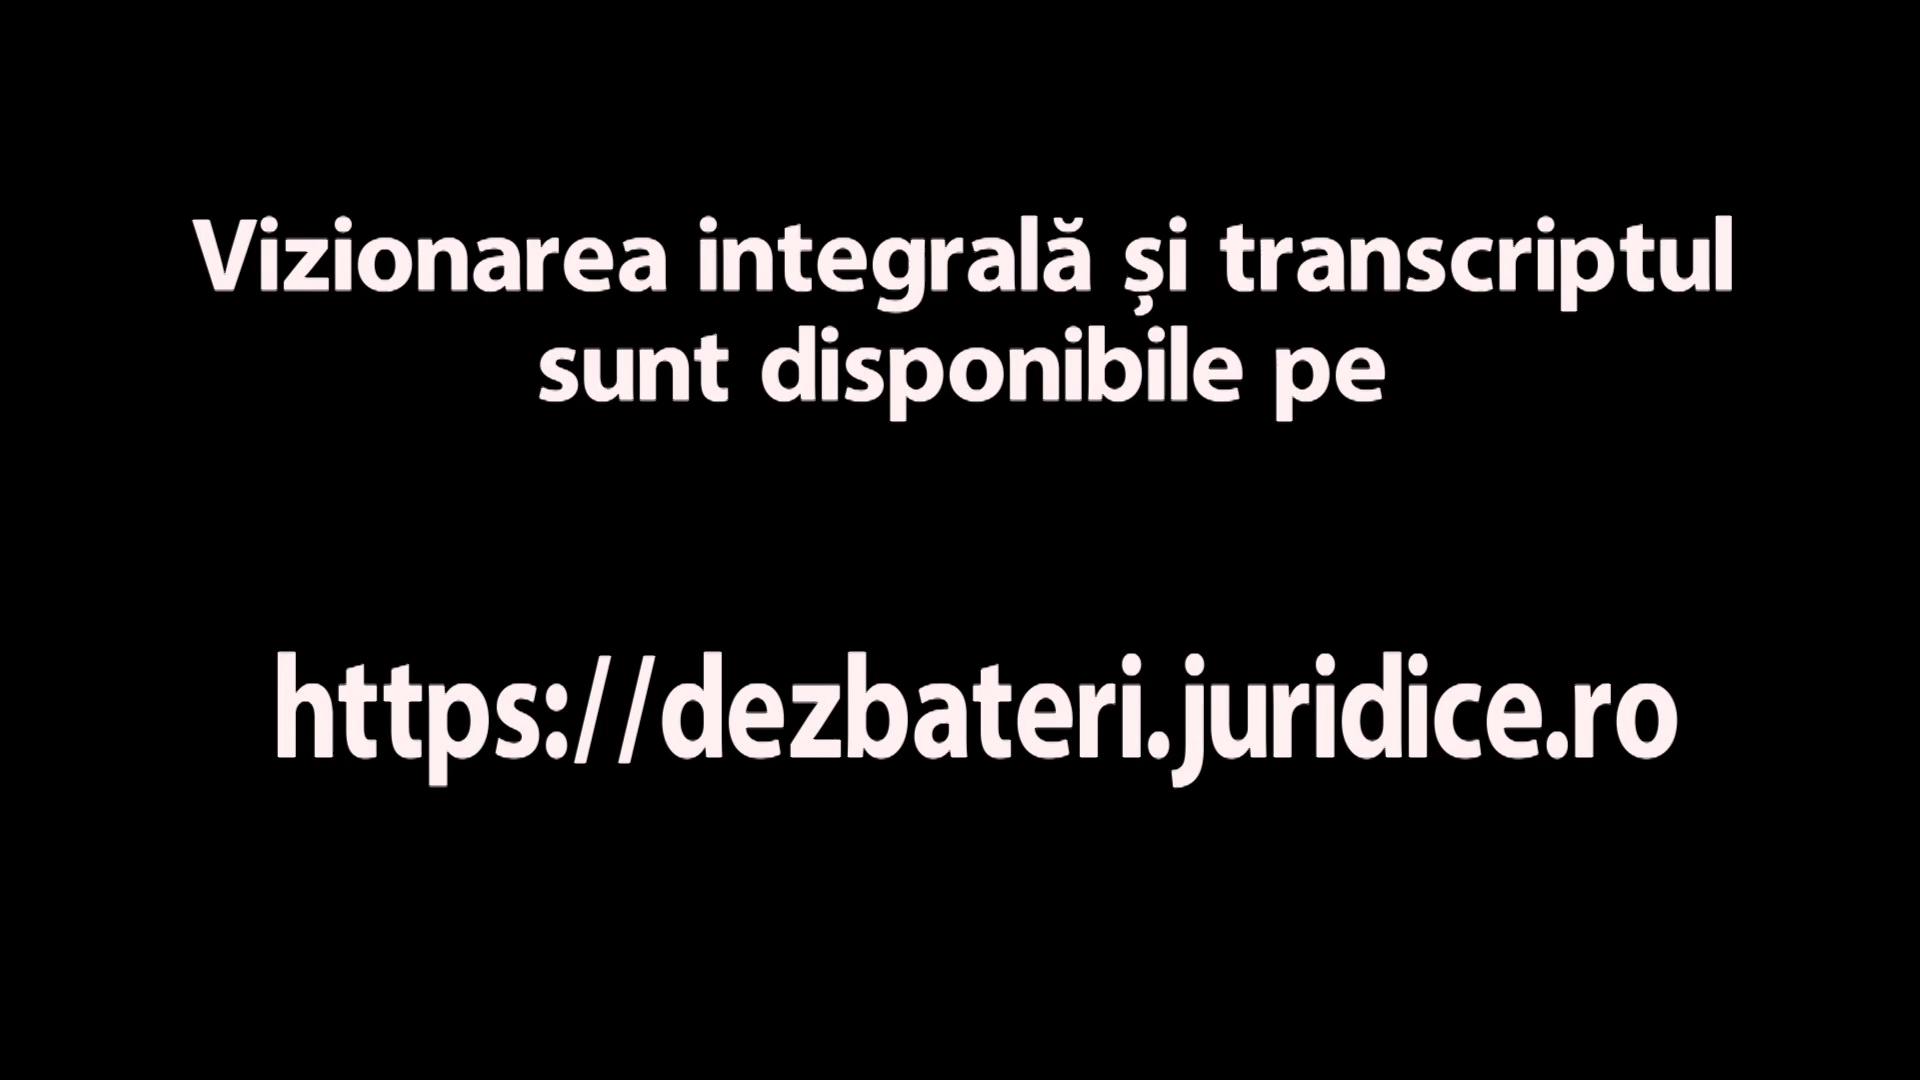 Vizionarea integrală și transcriptul
sunt disponibile pe
https://dezbateri.juridice.ro